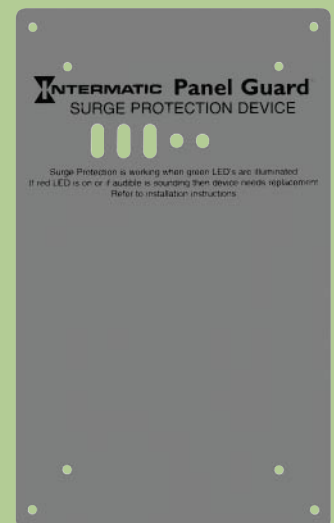 INTERMATIC Panel Guard
SURGE PROTECTION DEVICE
Surge Protection is working when green LED's are illuminated
If red LED is on or if audible is sounding then device needs replacement
Refer to installation instructions